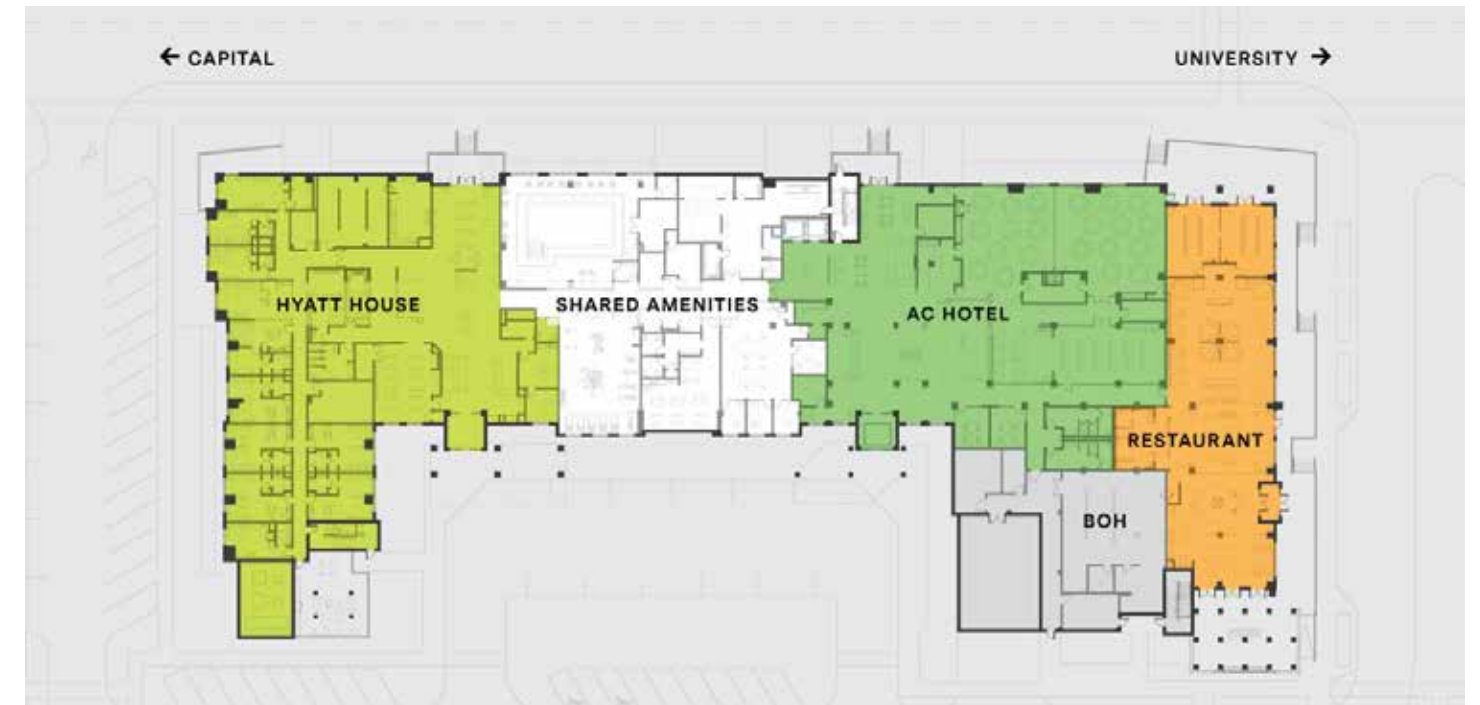 ← CAPITAL
UNIVERSITY →
HYATT HOUSE
SHARED AMENITIES
AC HOTEL
RESTAURANT
BOH